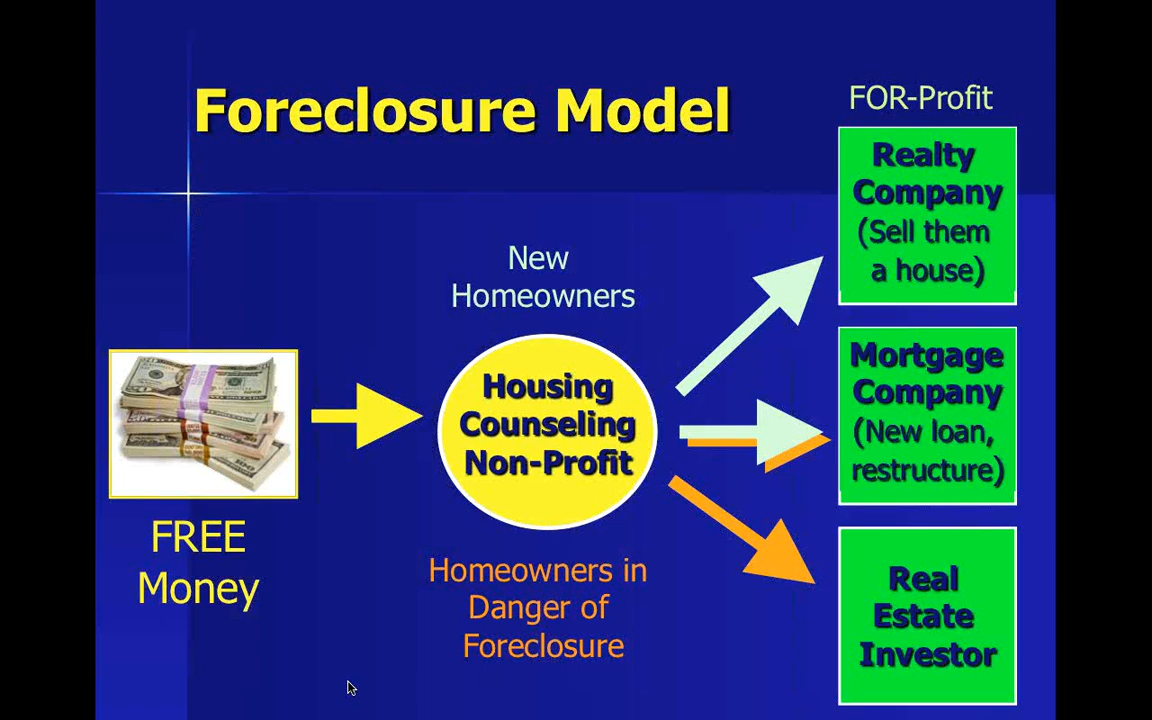 Foreclosure Model
FOR-Profit
Realty
Company
(Sell them
a house)
New
Homeowners
Housing
Counseling
Non-Profit
Mortgage
Company
(New loan,
restructure)
FREE
Money
Homeowners in
Danger of
Foreclosure
Real
Estate
Investor